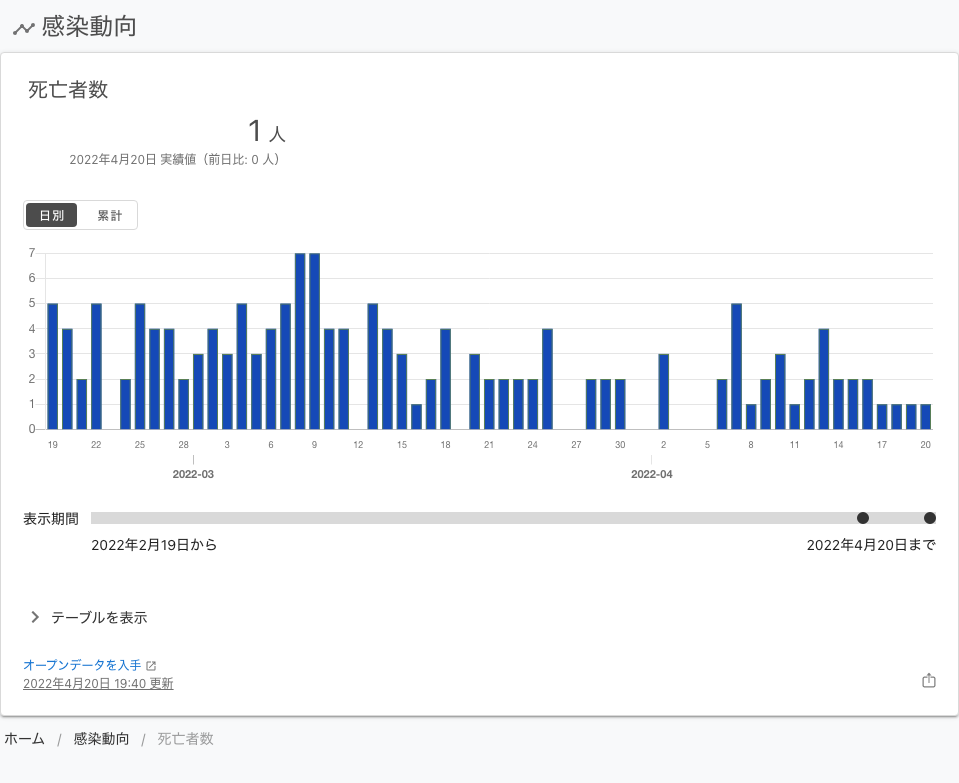 感染動向
死亡者数
1 人
2022年4月20日 実績値（前日比: 0 人）
日別 累計
7
6
5
4
3
2
1
0
19 22 25 28 3 6 9 12 15 18 21 24 27 30 2 5 8 11 14 17 20
2022-03 2022-04
表示期間
2022年2月19日から 2022年4月20日まで
テーブルを表示
オープンデータを入手
2022年4月20日 19:40 更新
ホーム / 感染動向 / 死亡者数